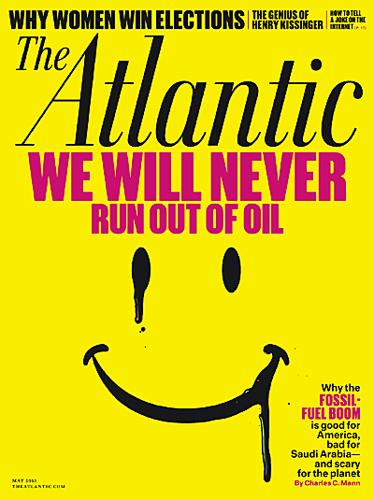 WHY WOMEN WIN ELECTIONS
THE GENIUS OF
HENRY KISSINGER
HOW TO TELL
A JOKE ON THE
INTERNET
The Atlantic
WE WILL NEVER
RUN OUT OF OIL
Why the
FOSSIL-
FUEL BOOM
is good for
America,
bad for
Saudi Arabia—
and scary
for the planet
By Charles C. Mann
MAY 2013
THEATLANTIC.COM